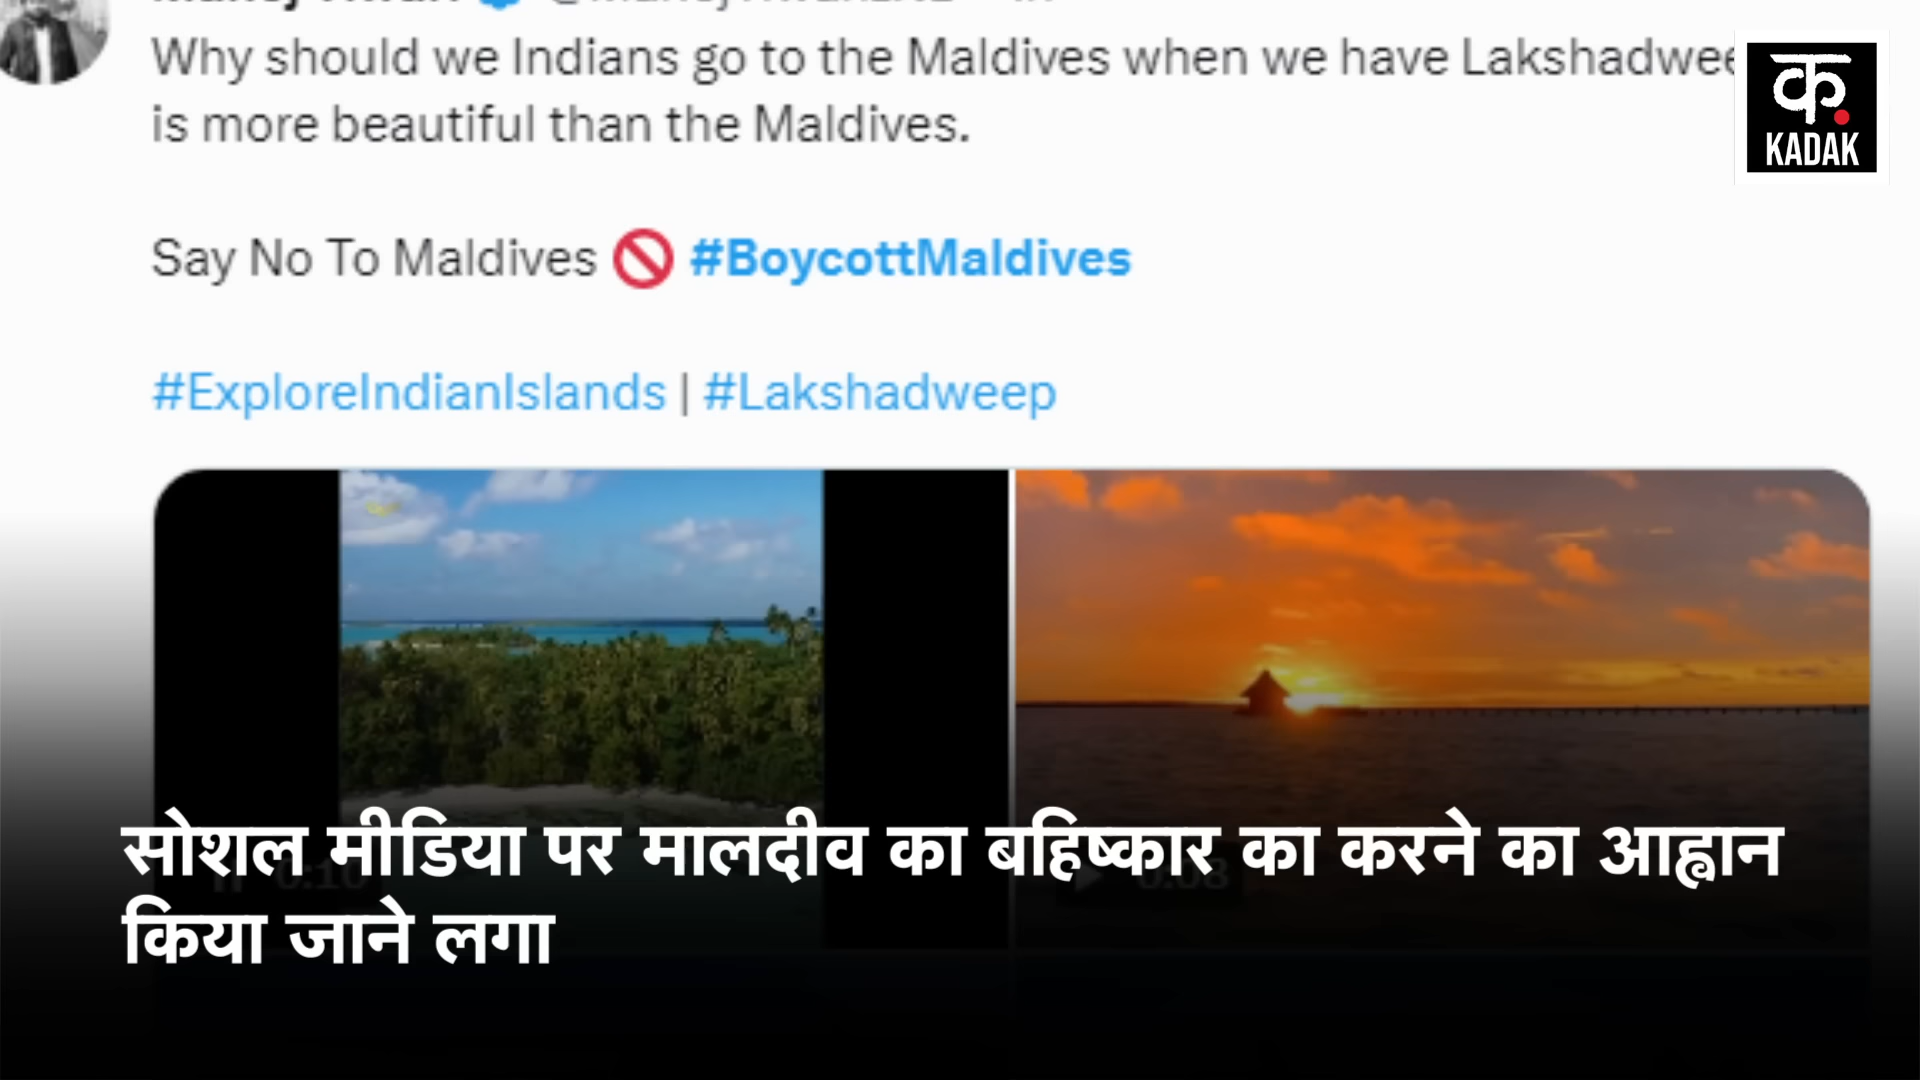 Why should we Indians go to the Maldives when we have
is more beautiful than the Maldives.
Say No To Maldives 🚫 #BoycottMaldives
#ExploreIndianIslands | #Lakshadweep
क
KADAK
सोशल मीडिया पर मालदीव का बहिष्कार का करने का आह्वान
किया जाने लगा